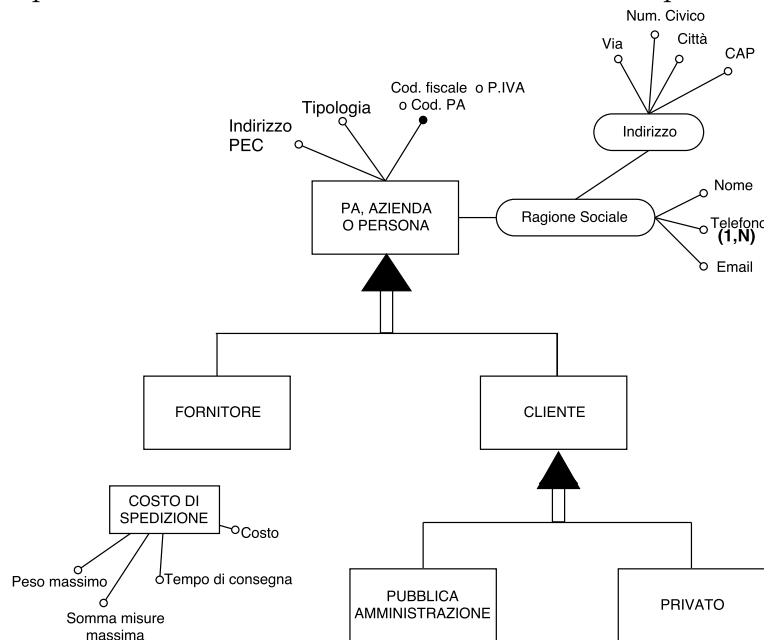 Num. Civico
Via
Città
CAP
Cod. fiscale o P.IVA
o Cod. PA
Tipologia
Indirizzo
PEC
Indirizzo
PA, AZIENDA
O PERSONA
Ragione Sociale
Nome
Telefono
(1,N)
Email
FORNITORE
CLIENTE
COSTO DI
SPEDIZIONE
Costo
Peso massimo
Tempo di consegna
Somma misure
massima
PUBBLICA
AMMINISTRAZIONE
PRIVATO